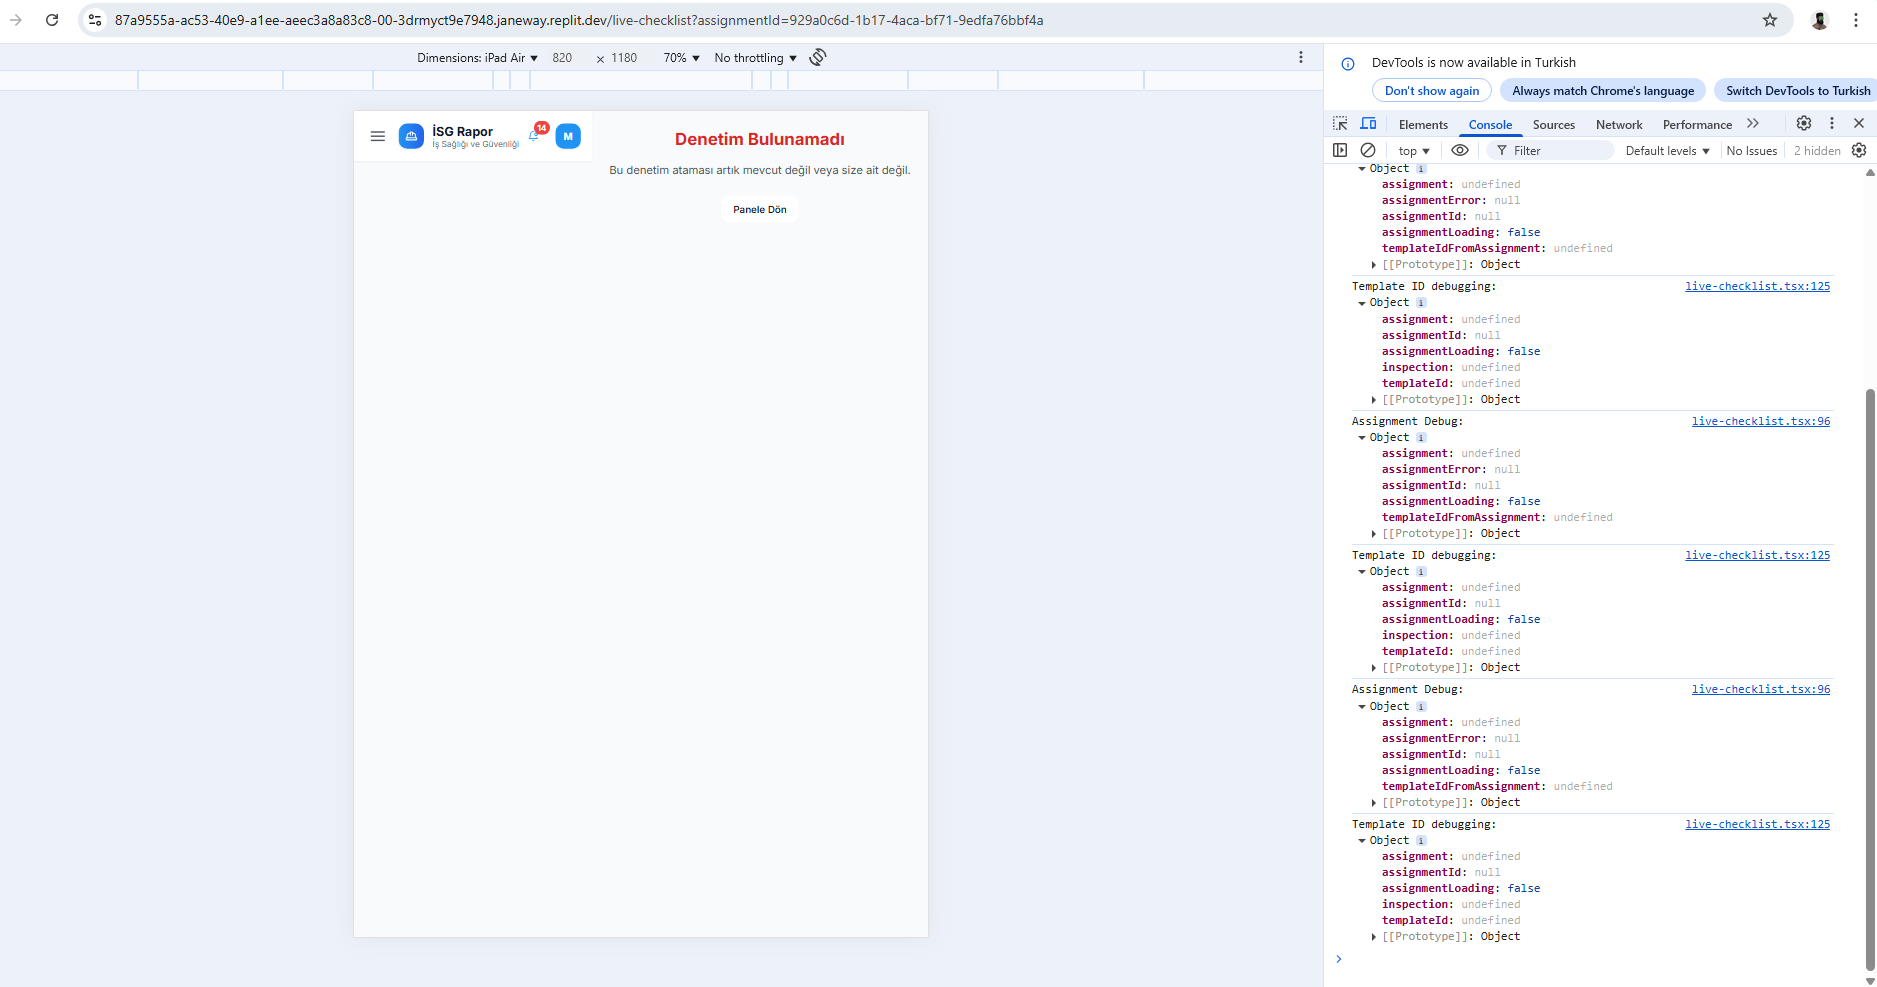 87a9555a-ac53-40e9-a1ee-aeec3a8a83c8-00-3drmyct9e7948.janeway.replit.dev/live-checklist?assignmentId=929a0c6d-1b17-4aca-bf71-9edfa76bbf4a
Dimensions: iPad Air 820 × 1180 70% No throttling
İSG Rapor
İş Sağlığı ve Güvenliği
14
M
Denetim Bulunamadı
Bu denetim ataması artık mevcut değil veya size ait değil.
Panele Dön
DevTools is now available in Turkish
Don't show again Always match Chrome's language Switch DevTools to Turkish
Elements Console Sources Network Performance
top Filter Default levels No Issues 2 hidden
Object i
assignment: undefined
assignmentError: null
assignmentId: null
assignmentLoading: false
templateIdFromAssignment: undefined
[[Prototype]]: Object
Template ID debugging: live-checklist.tsx:125
Object i
assignment: undefined
assignmentId: null
assignmentLoading: false
inspection: undefined
templateId: undefined
[[Prototype]]: Object
Assignment Debug: live-checklist.tsx:96
Object i
assignment: undefined
assignmentError: null
assignmentId: null
assignmentLoading: false
templateIdFromAssignment: undefined
[[Prototype]]: Object
Template ID debugging: live-checklist.tsx:125
Object i
assignment: undefined
assignmentId: null
assignmentLoading: false
inspection: undefined
templateId: undefined
[[Prototype]]: Object
Assignment Debug: live-checklist.tsx:96
Object i
assignment: undefined
assignmentError: null
assignmentId: null
assignmentLoading: false
templateIdFromAssignment: undefined
[[Prototype]]: Object
Template ID debugging: live-checklist.tsx:125
Object i
assignment: undefined
assignmentId: null
assignmentLoading: false
inspection: undefined
templateId: undefined
[[Prototype]]: Object